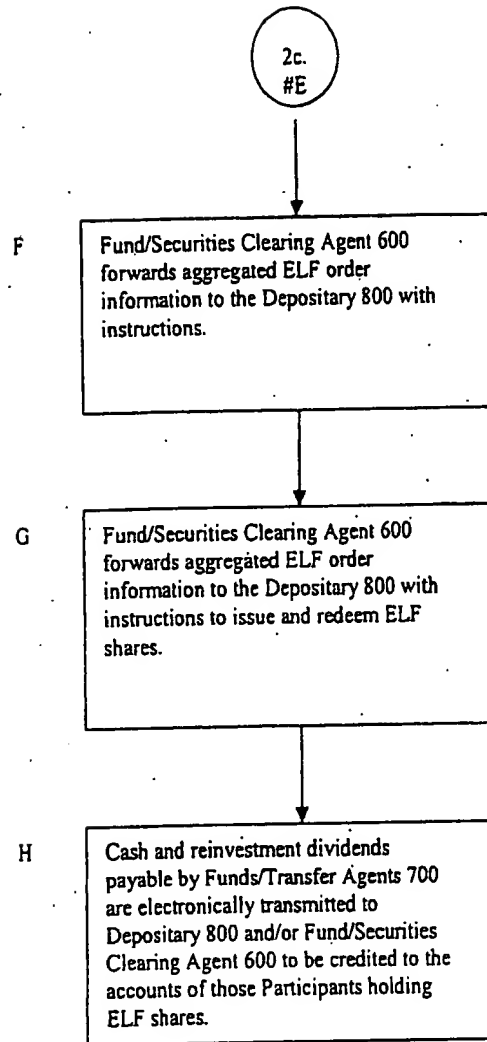 2c.
#E
F
Fund/Securities Clearing Agent 600
forwards aggregated ELF order
information to the Depositary 800 with
instructions.
G
Fund/Securities Clearing Agent 600
forwards aggregated ELF order
information to the Depositary 800 with
instructions to issue and redeem ELF
shares.
H
Cash and reinvestment dividends
payable by Funds/Transfer Agents 700
are electronically transmitted to
Depositary 800 and/or Fund/Securities
Clearing Agent 600 to be credited to the
accounts of those Participants holding
ELF shares.